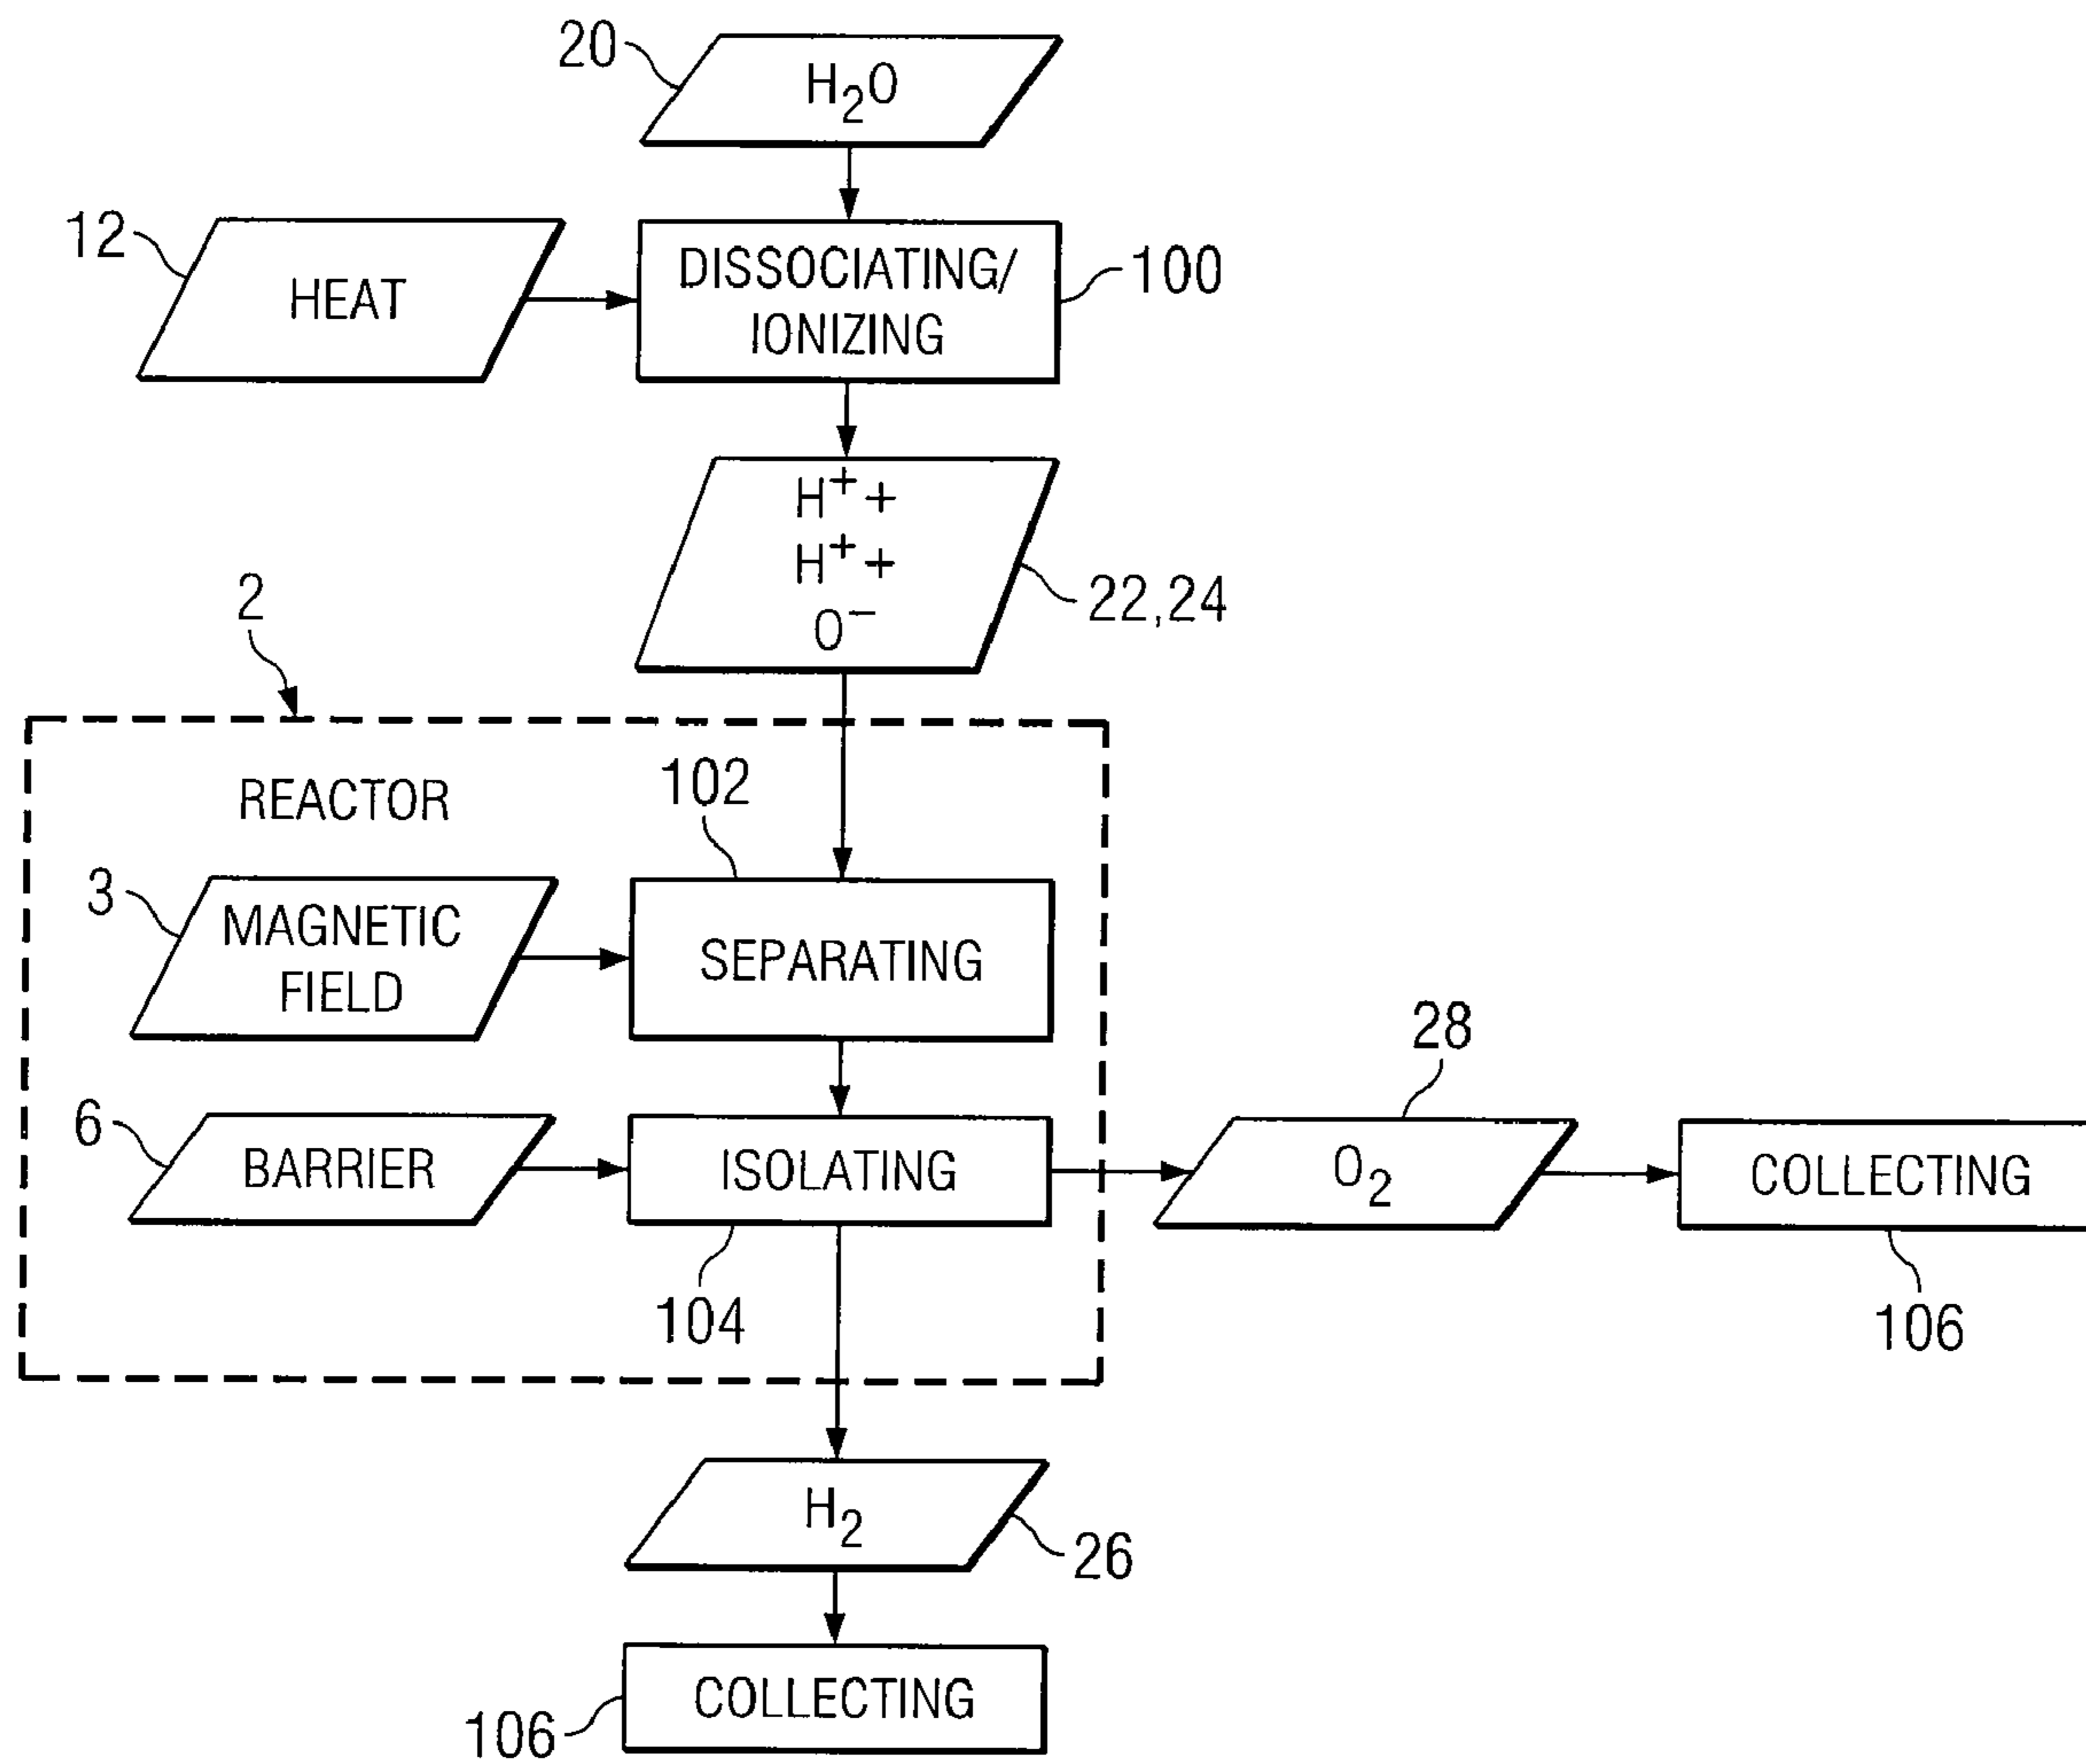 20
H2O
12
HEAT
DISSOCIATING/
IONIZING
100
H+ +
H+ +
O−
22,24
2
REACTOR
102
3
MAGNETIC
FIELD
SEPARATING
6
BARRIER
ISOLATING
104
28
O2
COLLECTING
106
H2
26
COLLECTING
106